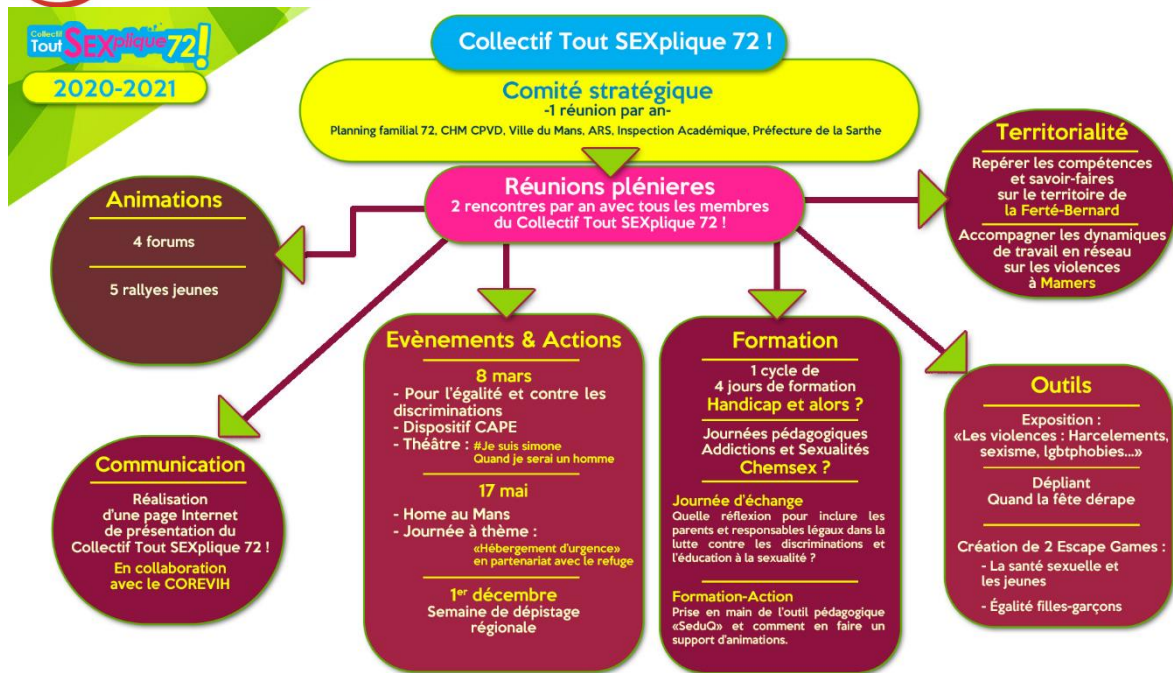 Collectif
Tout SEXplique 72 !
2020-2021
Collectif Tout SEXplique 72 !
Comité stratégique
-1 réunion par an-
Planning familial 72, CHM CPVD, Ville du Mans, ARS, Inspection Académique, Préfecture de la Sarthe
Réunions plénieres
2 rencontres par an avec tous les membres
du Collectif Tout SEXplique 72 !
Animations
4 forums
5 rallyes jeunes
Territorialité
Repérer les compétences
et savoir-faires
sur le territoire de
la Ferté-Bernard
Accompagner les dynamiques
de travail en réseau
sur les violences
à Mamers
Communication
Réalisation
d'une page Internet
de présentation du
Collectif Tout SEXplique 72 !
En collaboration
avec le COREVIH
Evènements & Actions
8 mars
- Pour l'égalité et contre les
discriminations
- Dispositif CAPE
- Théâtre : #Je suis simone
Quand je serai un homme
17 mai
- Home au Mans
- Journée à thème :
«Hébergement d'urgence»
en partenariat avec le refuge
1er décembre
Semaine de dépistage
régionale
Formation
1 cycle de
4 jours de formation
Handicap et alors ?
Journées pédagogiques
Addictions et Sexualités
Chemsex ?
Journée d'échange
Quelle réflexion pour inclure les
parents et responsables légaux dans la
lutte contre les discriminations et
l'éducation à la sexualité ?
Formation-Action
Prise en main de l'outil pédagogique
«SeduQ» et comment en faire un
support d'animations.
Outils
Exposition :
«Les violences : Harcelements,
sexisme, lgbtphobies...»
Dépliant
Quand la fête dérape
Création de 2 Escape Games :
- La santé sexuelle et
les jeunes
- Égalité filles-garçons